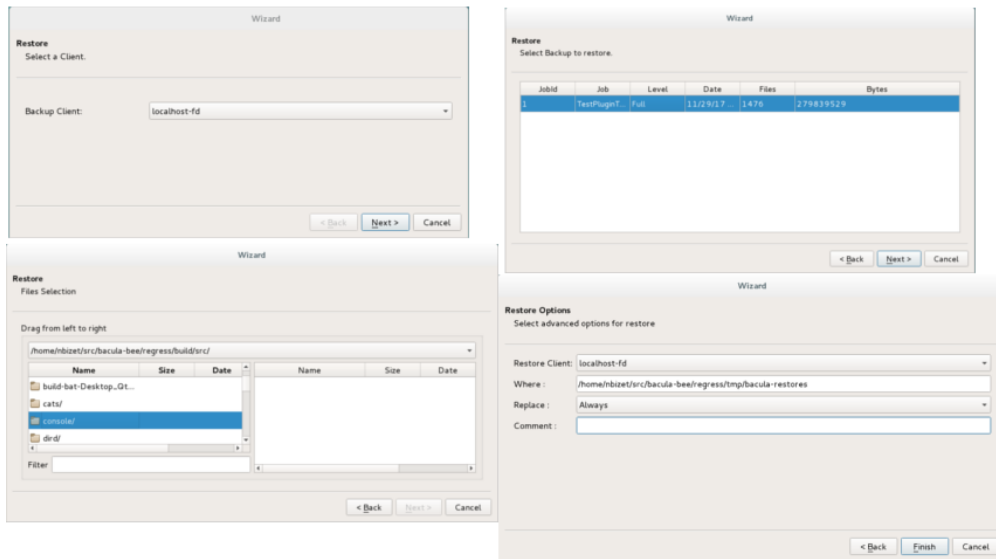 Wizard
Restore
Select a Client.
Backup Client: localhost-fd
< Back Next > Cancel
Wizard
Restore
Select Backup to restore.
JobId Job Level Date Files Bytes
1 TestPluginT... Full 11/29/17 ... 1476 279839529
< Back Next > Cancel
Wizard
Restore
Files Selection
Drag from left to right
/home/nbizet/src/bacula-bee/regress/build/src/
Name Size Date Name Size Date
build-bat-Desktop_Qt...
cats/
console/
dird/
Filter
< Back Next > Cancel
Wizard
Restore Options
Select advanced options for restore
Restore Client: localhost-fd
Where : /home/nbizet/src/bacula-bee/regress/tmp/bacula-restores
Replace : Always
Comment :
< Back Finish Cancel